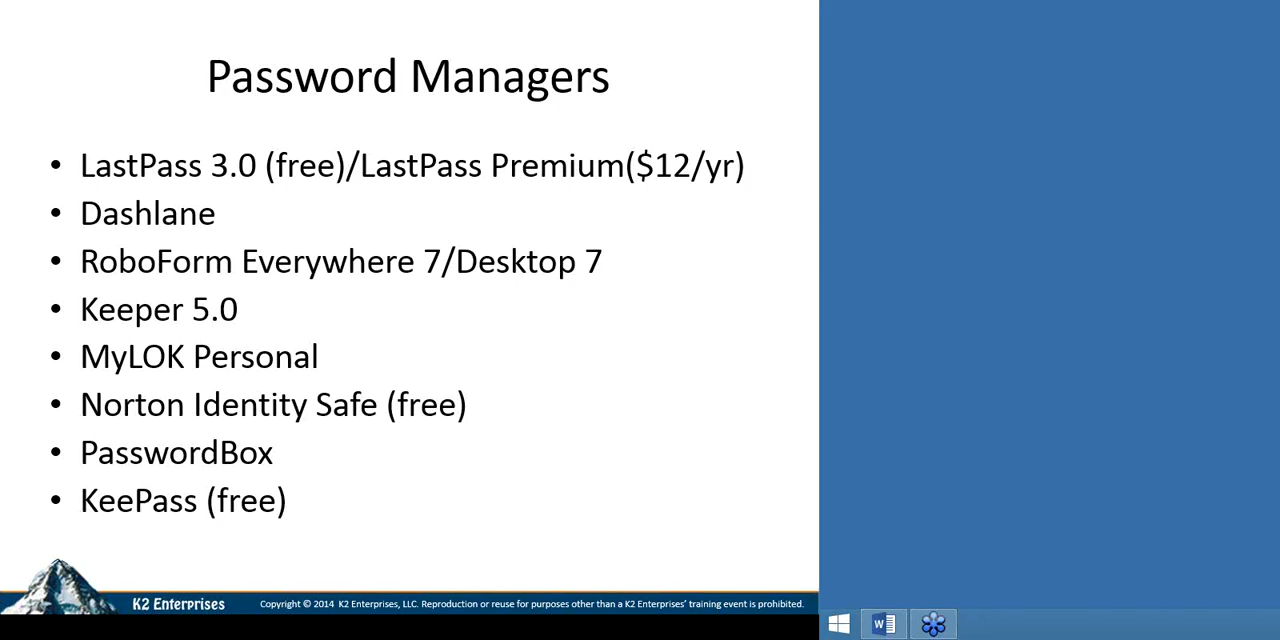 Password Managers
• LastPass 3.0 (free)/LastPass Premium($12/yr)
• Dashlane
• RoboForm Everywhere 7/Desktop 7
• Keeper 5.0
• MyLOK Personal
• Norton Identity Safe (free)
• PasswordBox
• KeePass (free)
K2 Enterprises
Copyright © 2014 K2 Enterprises, LLC. Reproduction or reuse for purposes other than a K2 Enterprises' training event is prohibited.
W